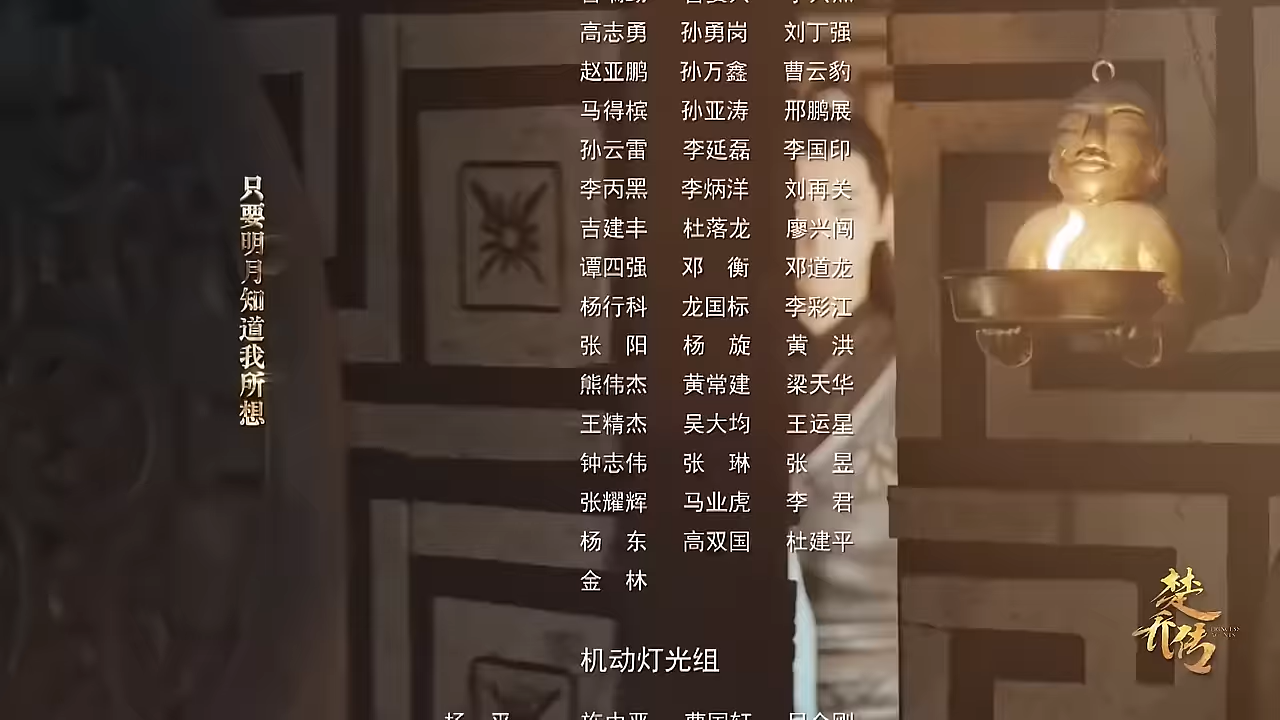 高志勇 孙勇岗 刘丁强
赵亚鹏 孙万鑫 曹云豹
马得槟 孙亚涛 邢鹏展
孙云雷 李延磊 李国印
李丙黑 李炳洋 刘再关
吉建丰 杜落龙 廖兴闯
谭四强 邓 衡 邓道龙
杨行科 龙国标 李彩江
张 阳 杨 旋 黄 洪
熊伟杰 黄常建 梁天华
王精杰 吴大均 王运星
钟志伟 张 琳 张 昱
张耀辉 马业虎 李 君
杨 东 高双国 杜建平
金 林
机动灯光组
只要明月知道我所想
楚乔传